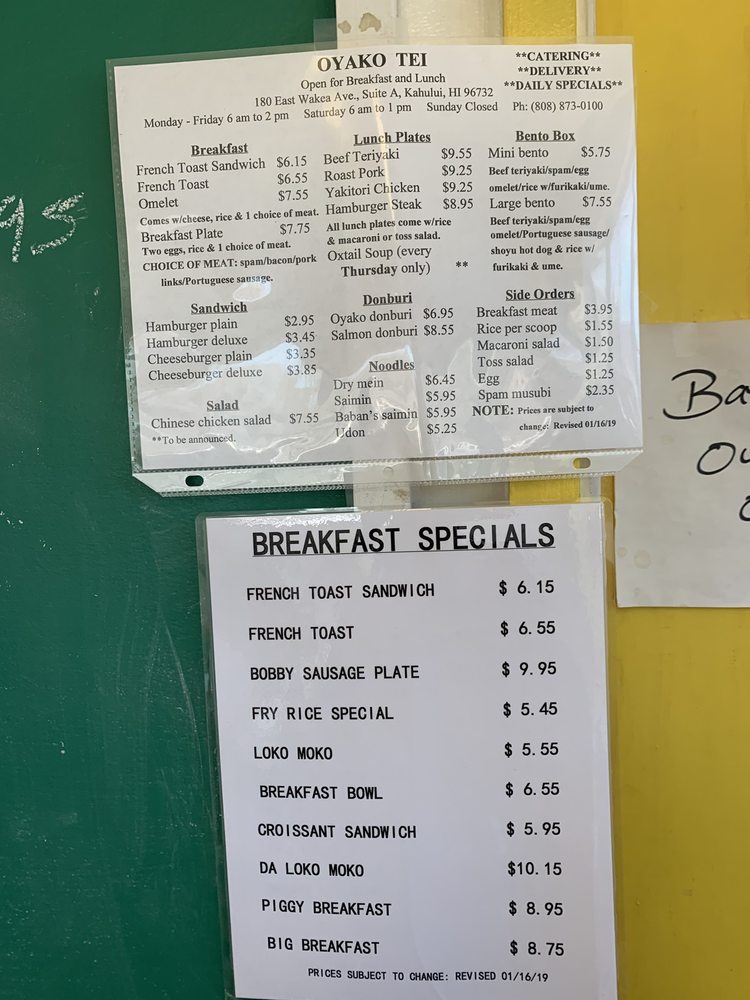 OYAKO TEI
Open for Breakfast and Lunch
180 East Wakea Ave., Suite A, Kahului, HI 96732
Monday - Friday 6 am to 2 pm Saturday 6 am to 1 pm Sunday Closed Ph: (808) 873-0100
**CATERING**
**DELIVERY**
**DAILY SPECIALS**
Breakfast
French Toast Sandwich $6.15
French Toast $6.55
Omelet $7.55
Comes w/cheese, rice & 1 choice of meat.
Breakfast Plate $7.75
Two eggs, rice & 1 choice of meat.
CHOICE OF MEAT: spam/bacon/pork
links/Portuguese sausage.
Sandwich
Hamburger plain $2.95
Hamburger deluxe $3.45
Cheeseburger plain $3.35
Cheeseburger deluxe $3.85
Salad
Chinese chicken salad $7.55
**To be announced.
Lunch Plates
Beef Teriyaki $9.55
Roast Pork $9.25
Yakitori Chicken $9.25
Hamburger Steak $8.95
All lunch plates come w/rice
& macaroni or toss salad.
Oxtail Soup (every
Thursday only) **
Donburi
Oyako donburi $6.95
Salmon donburi $8.55
Noodles
Dry mein $6.45
Saimin $5.95
Baban's saimin $5.95
Udon $5.25
Bento Box
Mini bento $5.75
Beef teriyaki/spam/egg
omelet/rice w/furikaki/ume.
Large bento $7.55
Beef teriyaki/spam/egg
omelet/Portuguese sausage/
shoyu hot dog & rice w/
furikaki & ume.
Side Orders
Breakfast meat $3.95
Rice per scoop $1.55
Macaroni salad $1.50
Toss salad $1.25
Egg $1.25
Spam musubi $2.35
NOTE: Prices are subject to
change: Revised 01/16/19
95
Ba
Ou
BREAKFAST SPECIALS
FRENCH TOAST SANDWICH $ 6.15
FRENCH TOAST $ 6.55
BOBBY SAUSAGE PLATE $ 9.95
FRY RICE SPECIAL $ 5.45
LOKO MOKO $ 5.55
BREAKFAST BOWL $ 6.55
CROISSANT SANDWICH $ 5.95
DA LOKO MOKO $10.15
PIGGY BREAKFAST $ 8.95
BIG BREAKFAST $ 8.75
PRICES SUBJECT TO CHANGE: REVISED 01/16/19